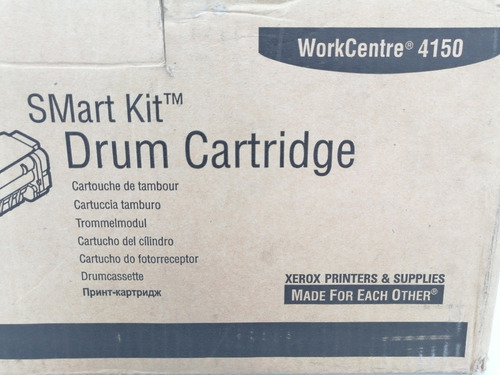 WorkCentre® 4150
SMart Kit™
Drum Cartridge
Cartouche de tambour
Cartuccia tamburo
Trommelmodul
Cartucho del cilindro
Cartucho do fotorreceptor
Drumcassette
Принт-картридж
XEROX PRINTERS & SUPPLIES
MADE FOR EACH OTHER®